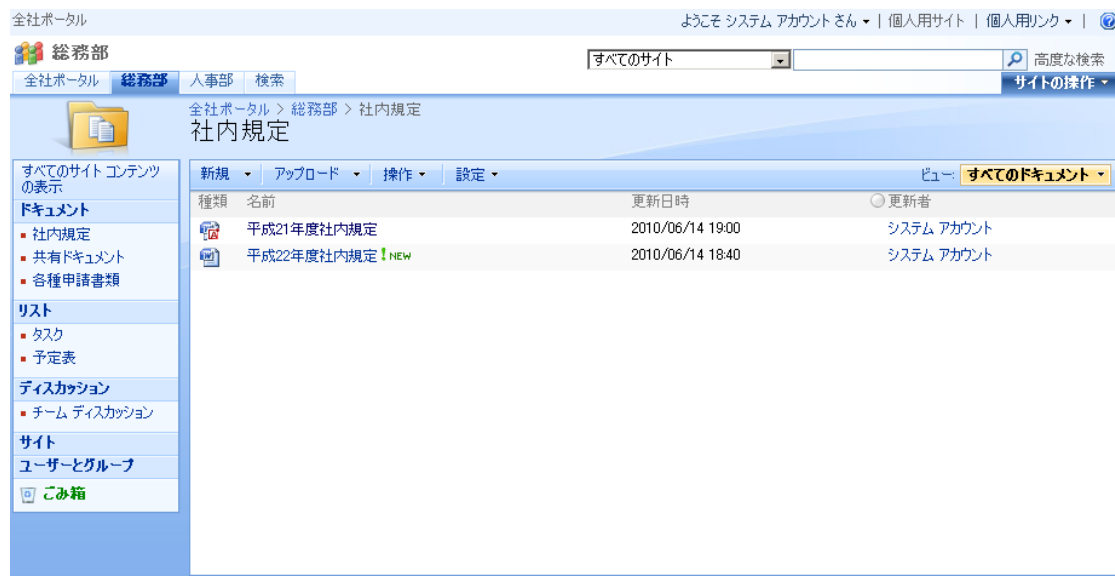 全社ポータル ようこそ システム アカウント さん | 個人用サイト | 個人用リンク |
総務部 すべてのサイト 高度な検索
全社ポータル 総務部 人事部 検索 サイトの操作
全社ポータル > 総務部 > 社内規定
社内規定
すべてのサイト コンテンツの表示
新規 アップロード 操作 設定 ビュー: すべてのドキュメント
種類 名前 更新日時 更新者
平成21年度社内規定 2010/06/14 19:00 システム アカウント
平成22年度社内規定 ! NEW 2010/06/14 18:40 システム アカウント
ドキュメント
社内規定
共有ドキュメント
各種申請書類
リスト
タスク
予定表
ディスカッション
チーム ディスカッション
サイト
ユーザーとグループ
ごみ箱